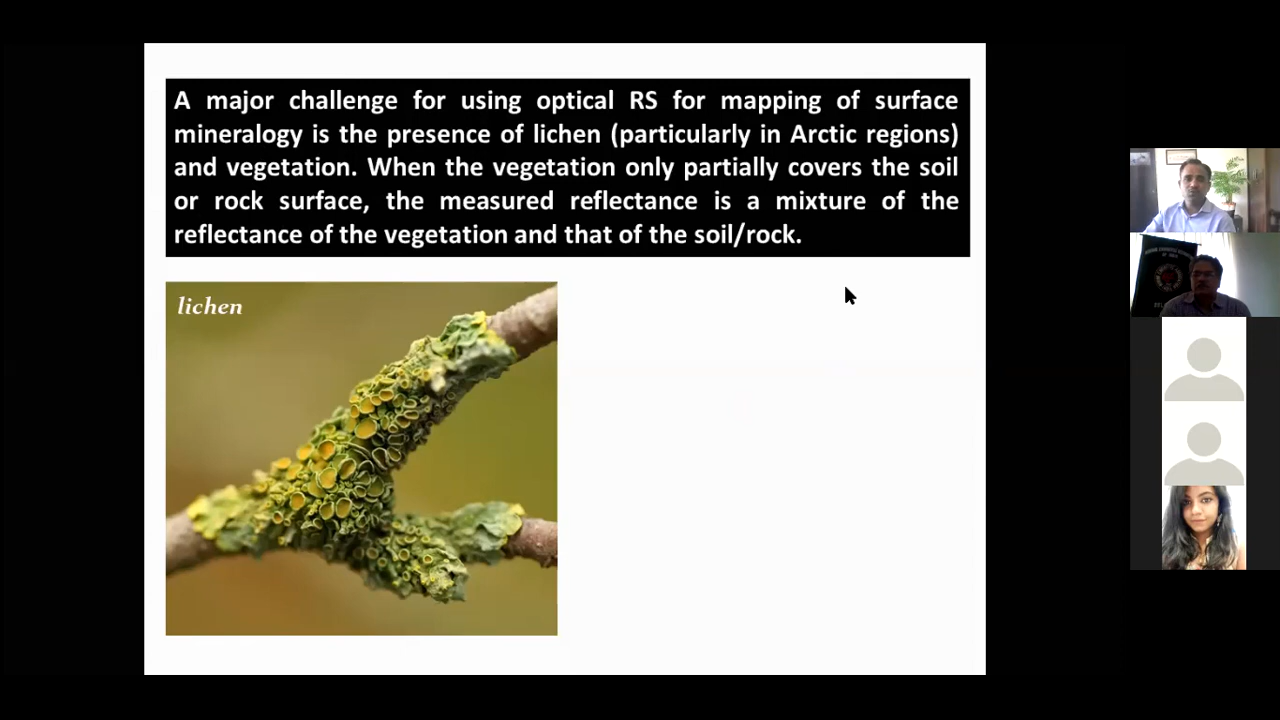 A major challenge for using optical RS for mapping of surface
mineralogy is the presence of lichen (particularly in Arctic regions)
and vegetation. When the vegetation only partially covers the soil
or rock surface, the measured reflectance is a mixture of the
reflectance of the vegetation and that of the soil/rock.
lichen